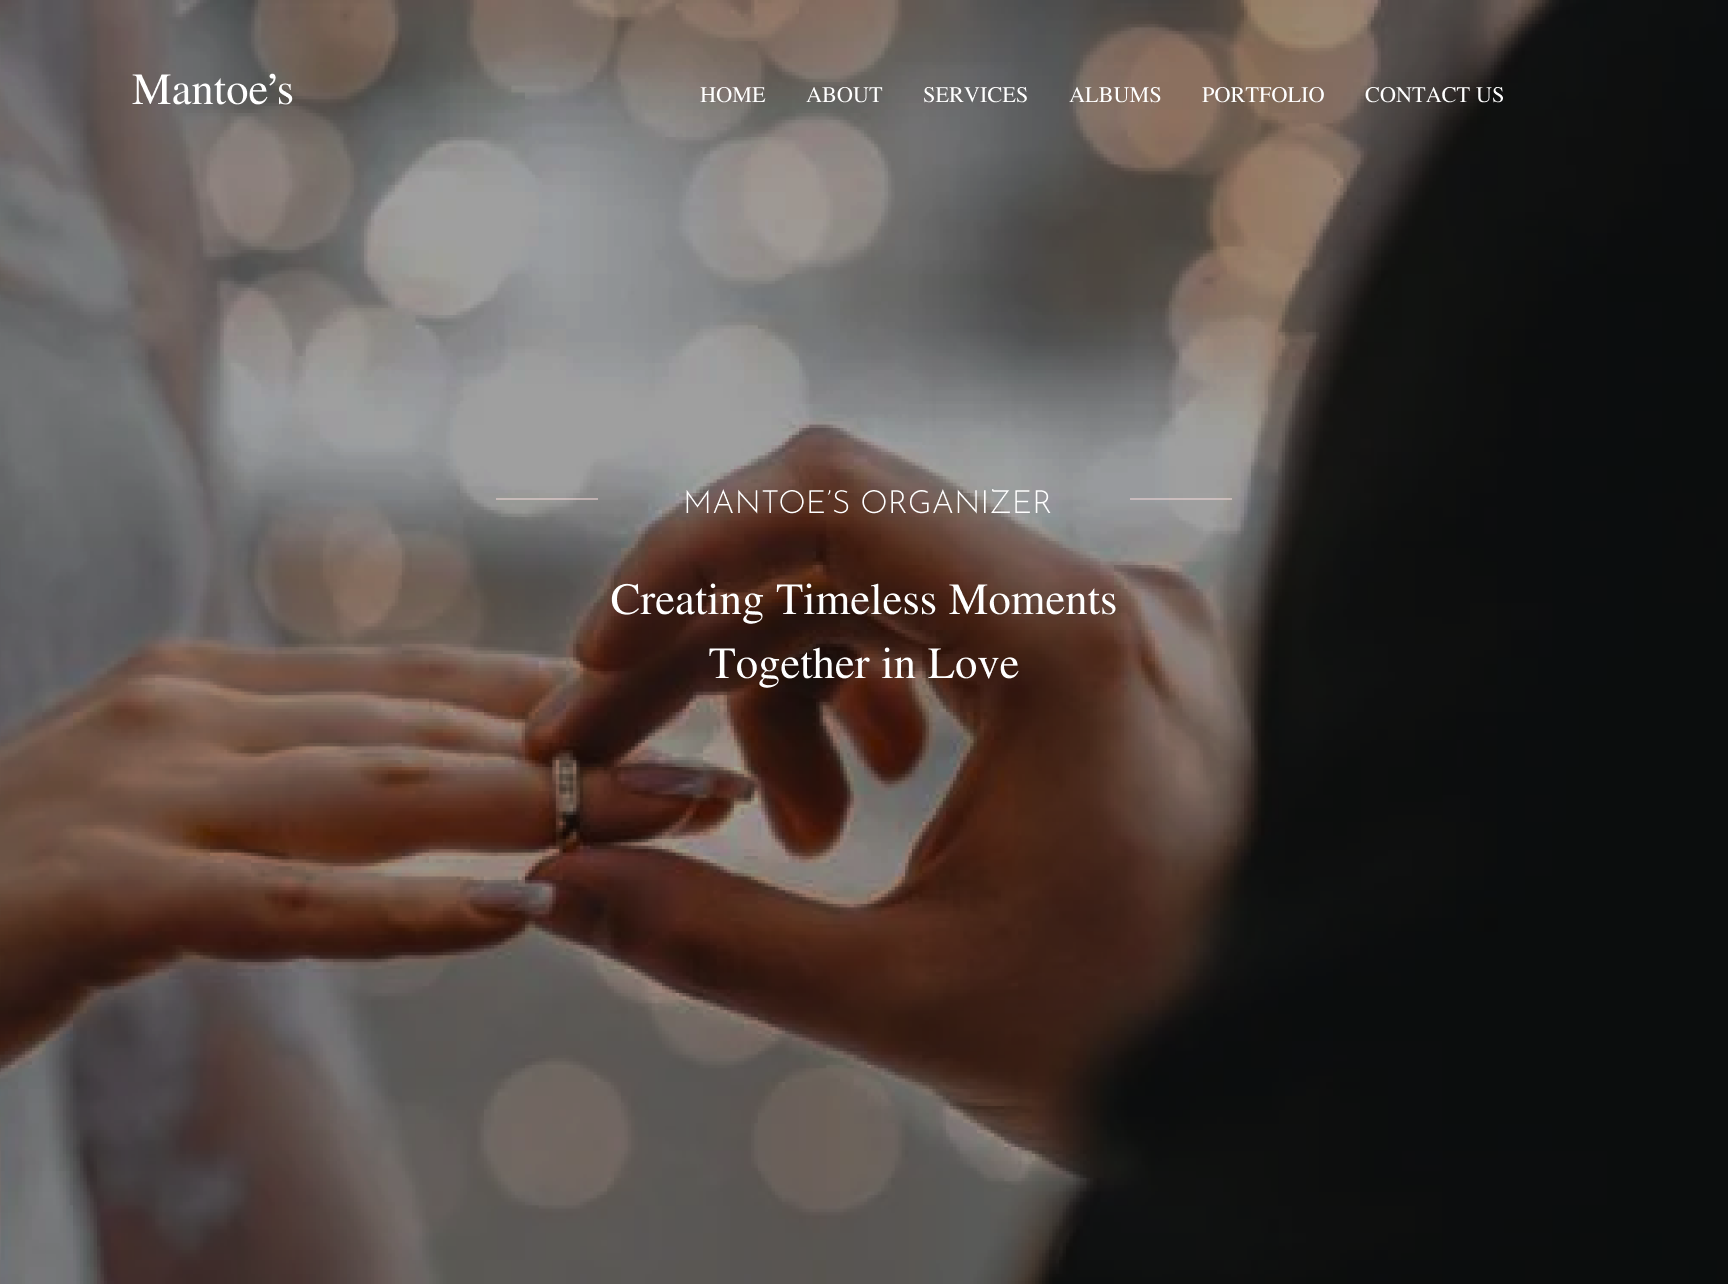 Mantoe’s
HOME ABOUT SERVICES ALBUMS PORTFOLIO CONTACT US
MANTOE’S ORGANIZER
Creating Timeless Moments
Together in Love